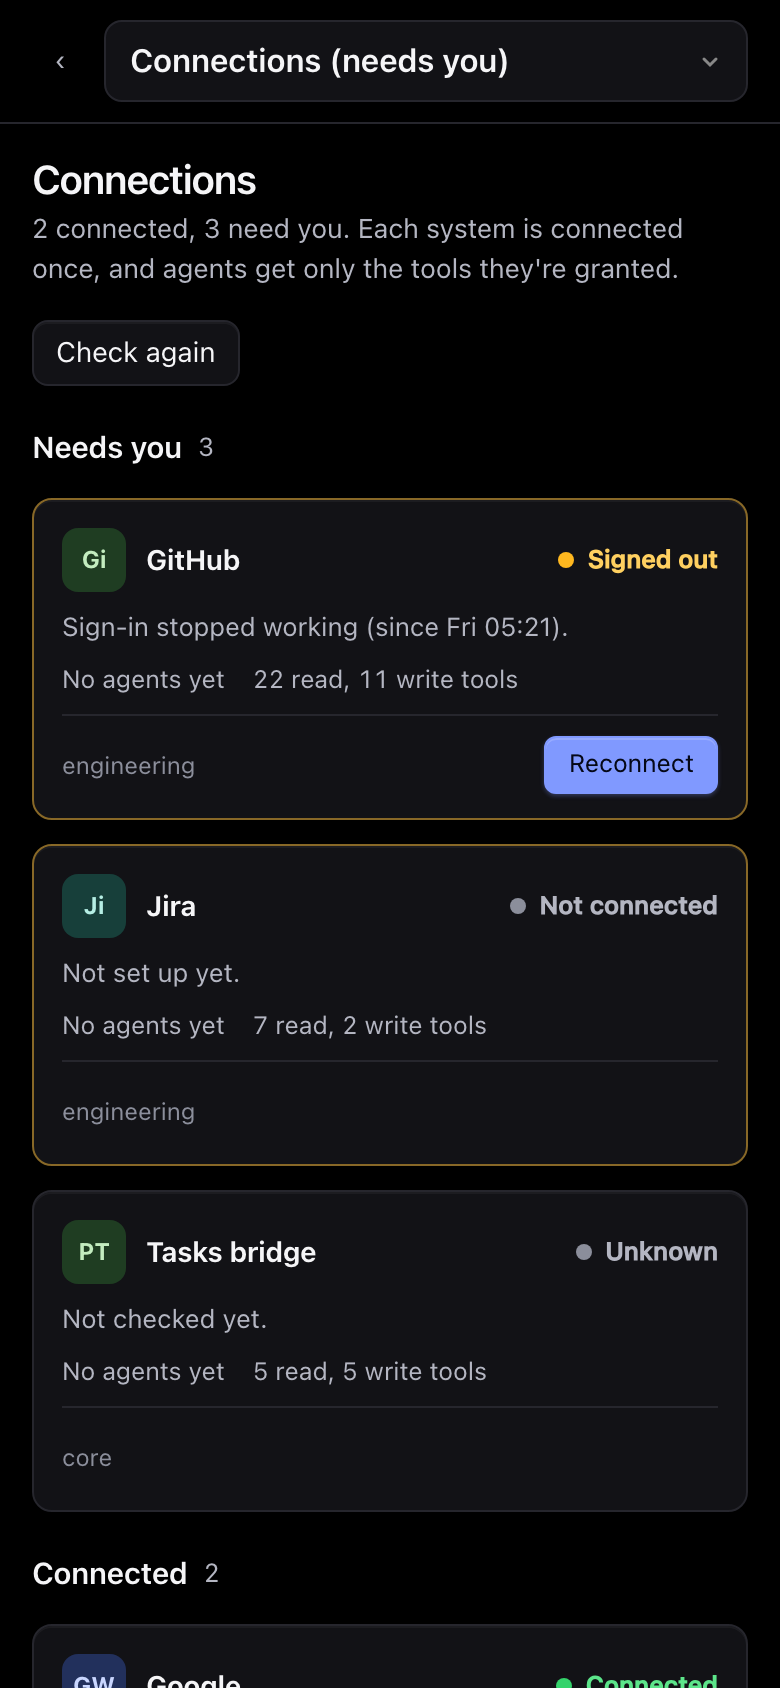 ‹ Connections (needs you)
Connections
2 connected, 3 need you. Each system is connected
once, and agents get only the tools they're granted.
Check again
Needs you 3
Gi GitHub Signed out
Sign-in stopped working (since Fri 05:21).
No agents yet 22 read, 11 write tools
engineering Reconnect
Ji Jira Not connected
Not set up yet.
No agents yet 7 read, 2 write tools
engineering
PT Tasks bridge Unknown
Not checked yet.
No agents yet 5 read, 5 write tools
core
Connected 2
GW Google Connected